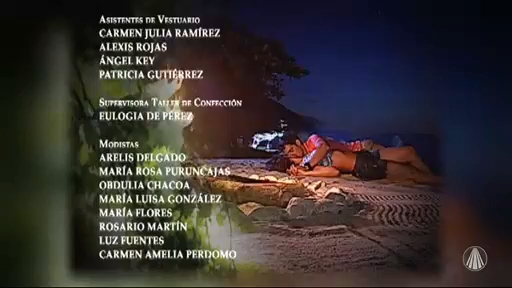 ASISTENTES DE VESTUARIO
CARMEN JULIA RAMÍREZ
ALEXIS ROJAS
ÁNGEL KEY
PATRICIA GUTIÉRREZ
SUPERVISORA TALLER DE CONFECCIÓN
EULOGIA DE PÉREZ
MODISTAS
ARELIS DELGADO
MARÍA ROSA PURUNCAJAS
OBDULIA CHACOA
MARÍA LUISA GONZÁLEZ
MARÍA FLORES
ROSARIO MARTÍN
LUZ FUENTES
CARMEN AMELIA PERDOMO